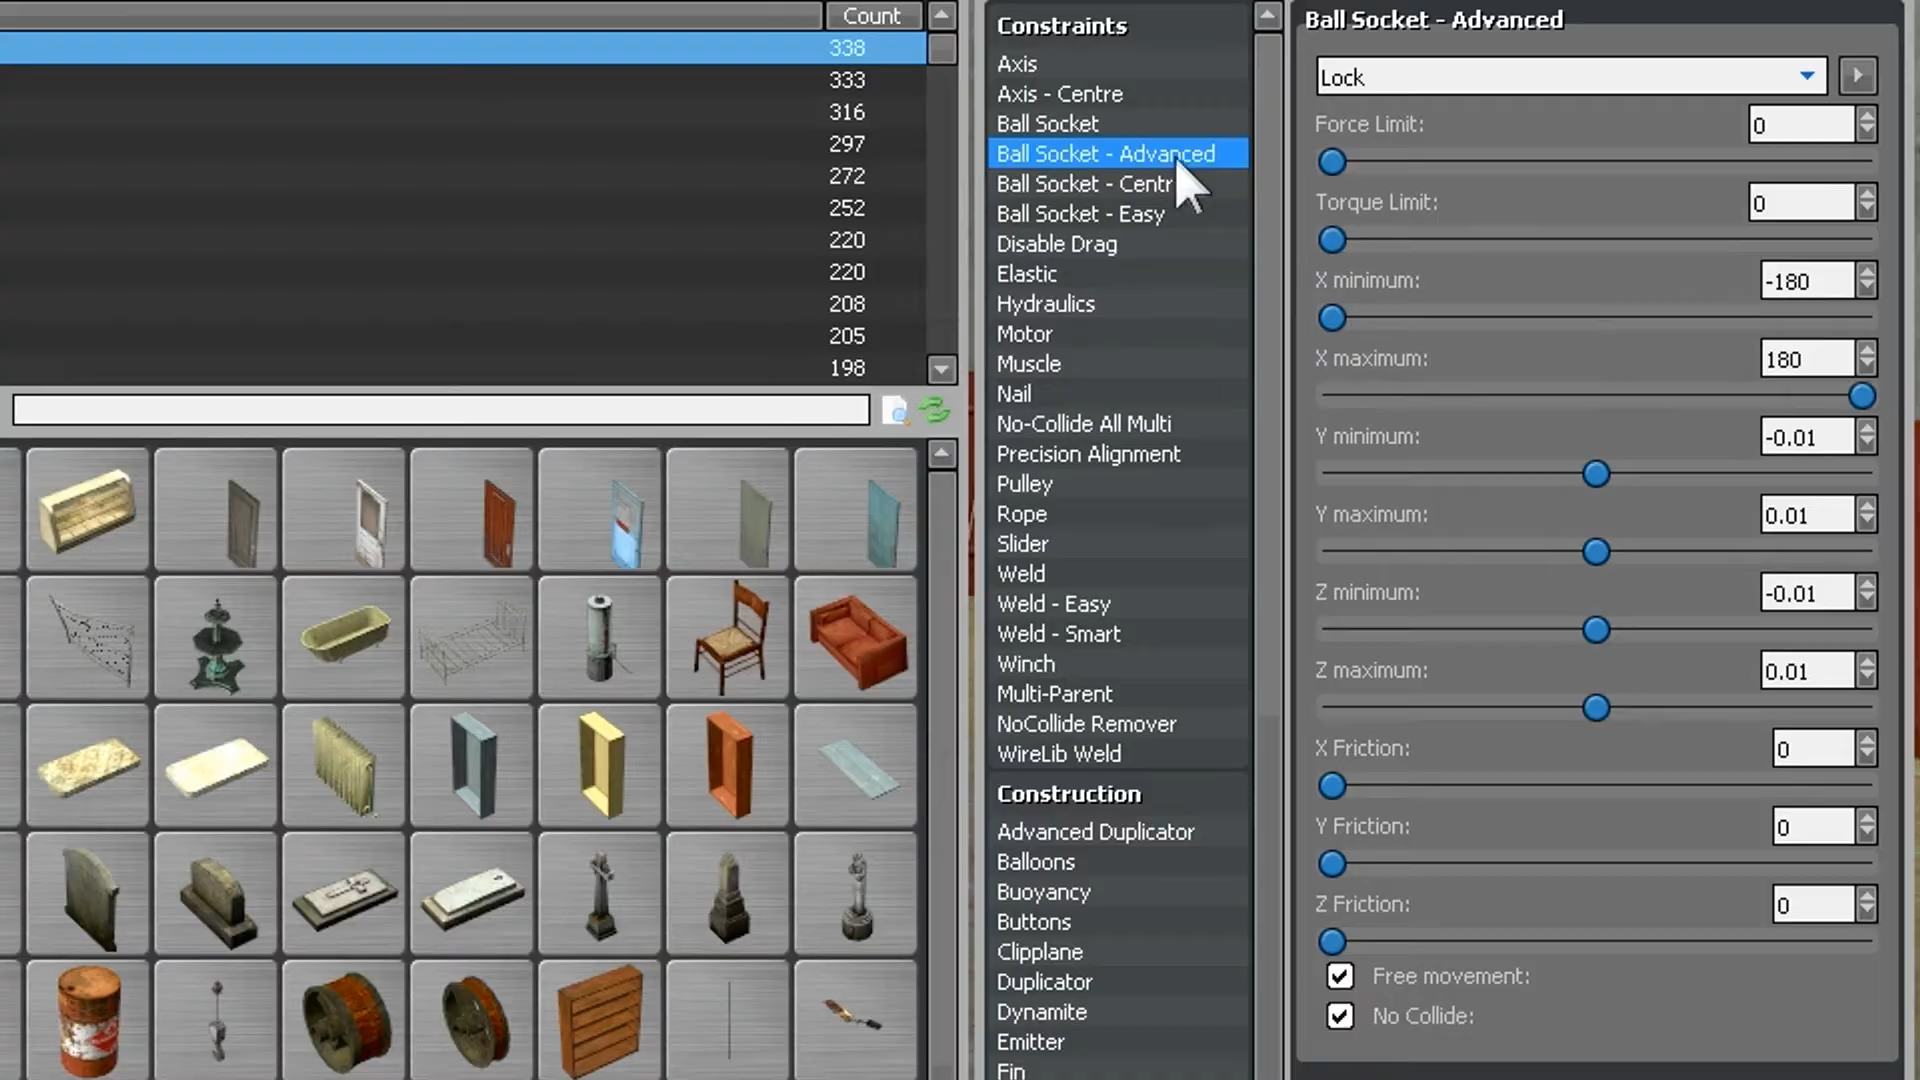 Count
338
333
316
297
272
252
220
220
208
205
198
Constraints
Axis
Axis - Centre
Ball Socket
Ball Socket - Advanced
Ball Socket - Centr
Ball Socket - Easy
Disable Drag
Elastic
Hydraulics
Motor
Muscle
Nail
No-Collide All Multi
Precision Alignment
Pulley
Rope
Slider
Weld
Weld - Easy
Weld - Smart
Winch
Multi-Parent
NoCollide Remover
WireLib Weld
Construction
Advanced Duplicator
Balloons
Buoyancy
Buttons
Clipplane
Duplicator
Dynamite
Emitter
Fin
Ball Socket - Advanced
Lock
Force Limit: 0
Torque Limit: 0
X minimum: -180
X maximum: 180
Y minimum: -0.01
Y maximum: 0.01
Z minimum: -0.01
Z maximum: 0.01
X Friction: 0
Y Friction: 0
Z Friction: 0
Free movement:
No Collide: